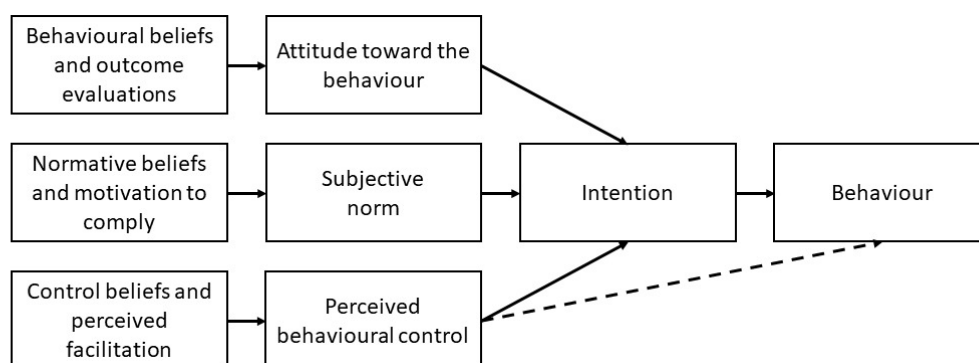 Behavioural beliefs
and outcome
evaluations
Attitude toward the
behaviour
Normative beliefs
and motivation to
comply
Subjective
norm
Intention
Behaviour
Control beliefs and
perceived
facilitation
Perceived
behavioural control